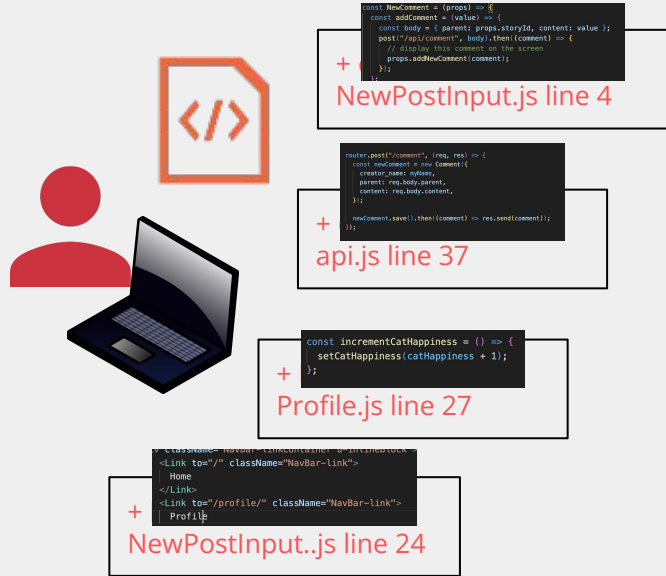 const NewComment = (props) => {
const addComment = (value) => {
const body = { parent: props.storyId, content: value };
post("/api/comment", body).then((comment) => {
// display this comment on the screen
props.addNewComment(comment);
});
};
+
NewPostInput.js line 4
</>
router.post("/comment", (req, res) => {
const newComment = new Comment({
creator_name: myName,
parent: req.body.parent,
content: req.body.content,
});
newComment.save().then((comment) => res.send(comment));
});
+
api.js line 37
const incrementCatHappiness = () => {
setCatHappiness(catHappiness + 1);
};
+
Profile.js line 27
className="NavBar-linkContainer u-inlineBlock">
<Link to="/" className="NavBar-link">
Home
</Link>
<Link to="/profile/" className="NavBar-link">
Profile
+
NewPostInput..js line 24